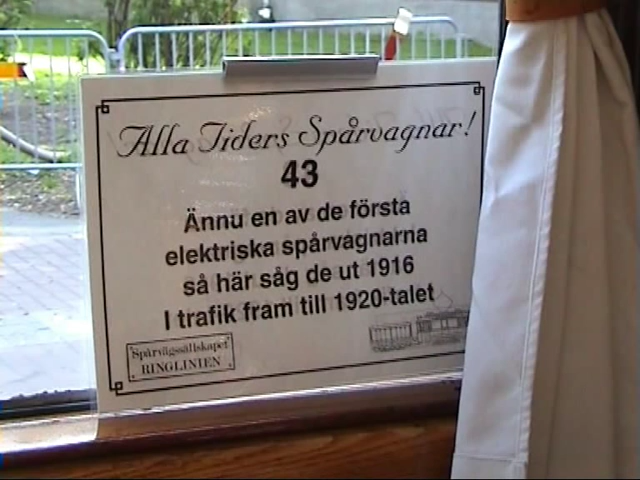 Alla Tiders Spårvagnar!
43
Ännu en av de första
elektriska spårvagnarna
så här såg de ut 1916
I trafik fram till 1920-talet
Spårvägssällskapet
RINGLINIEN